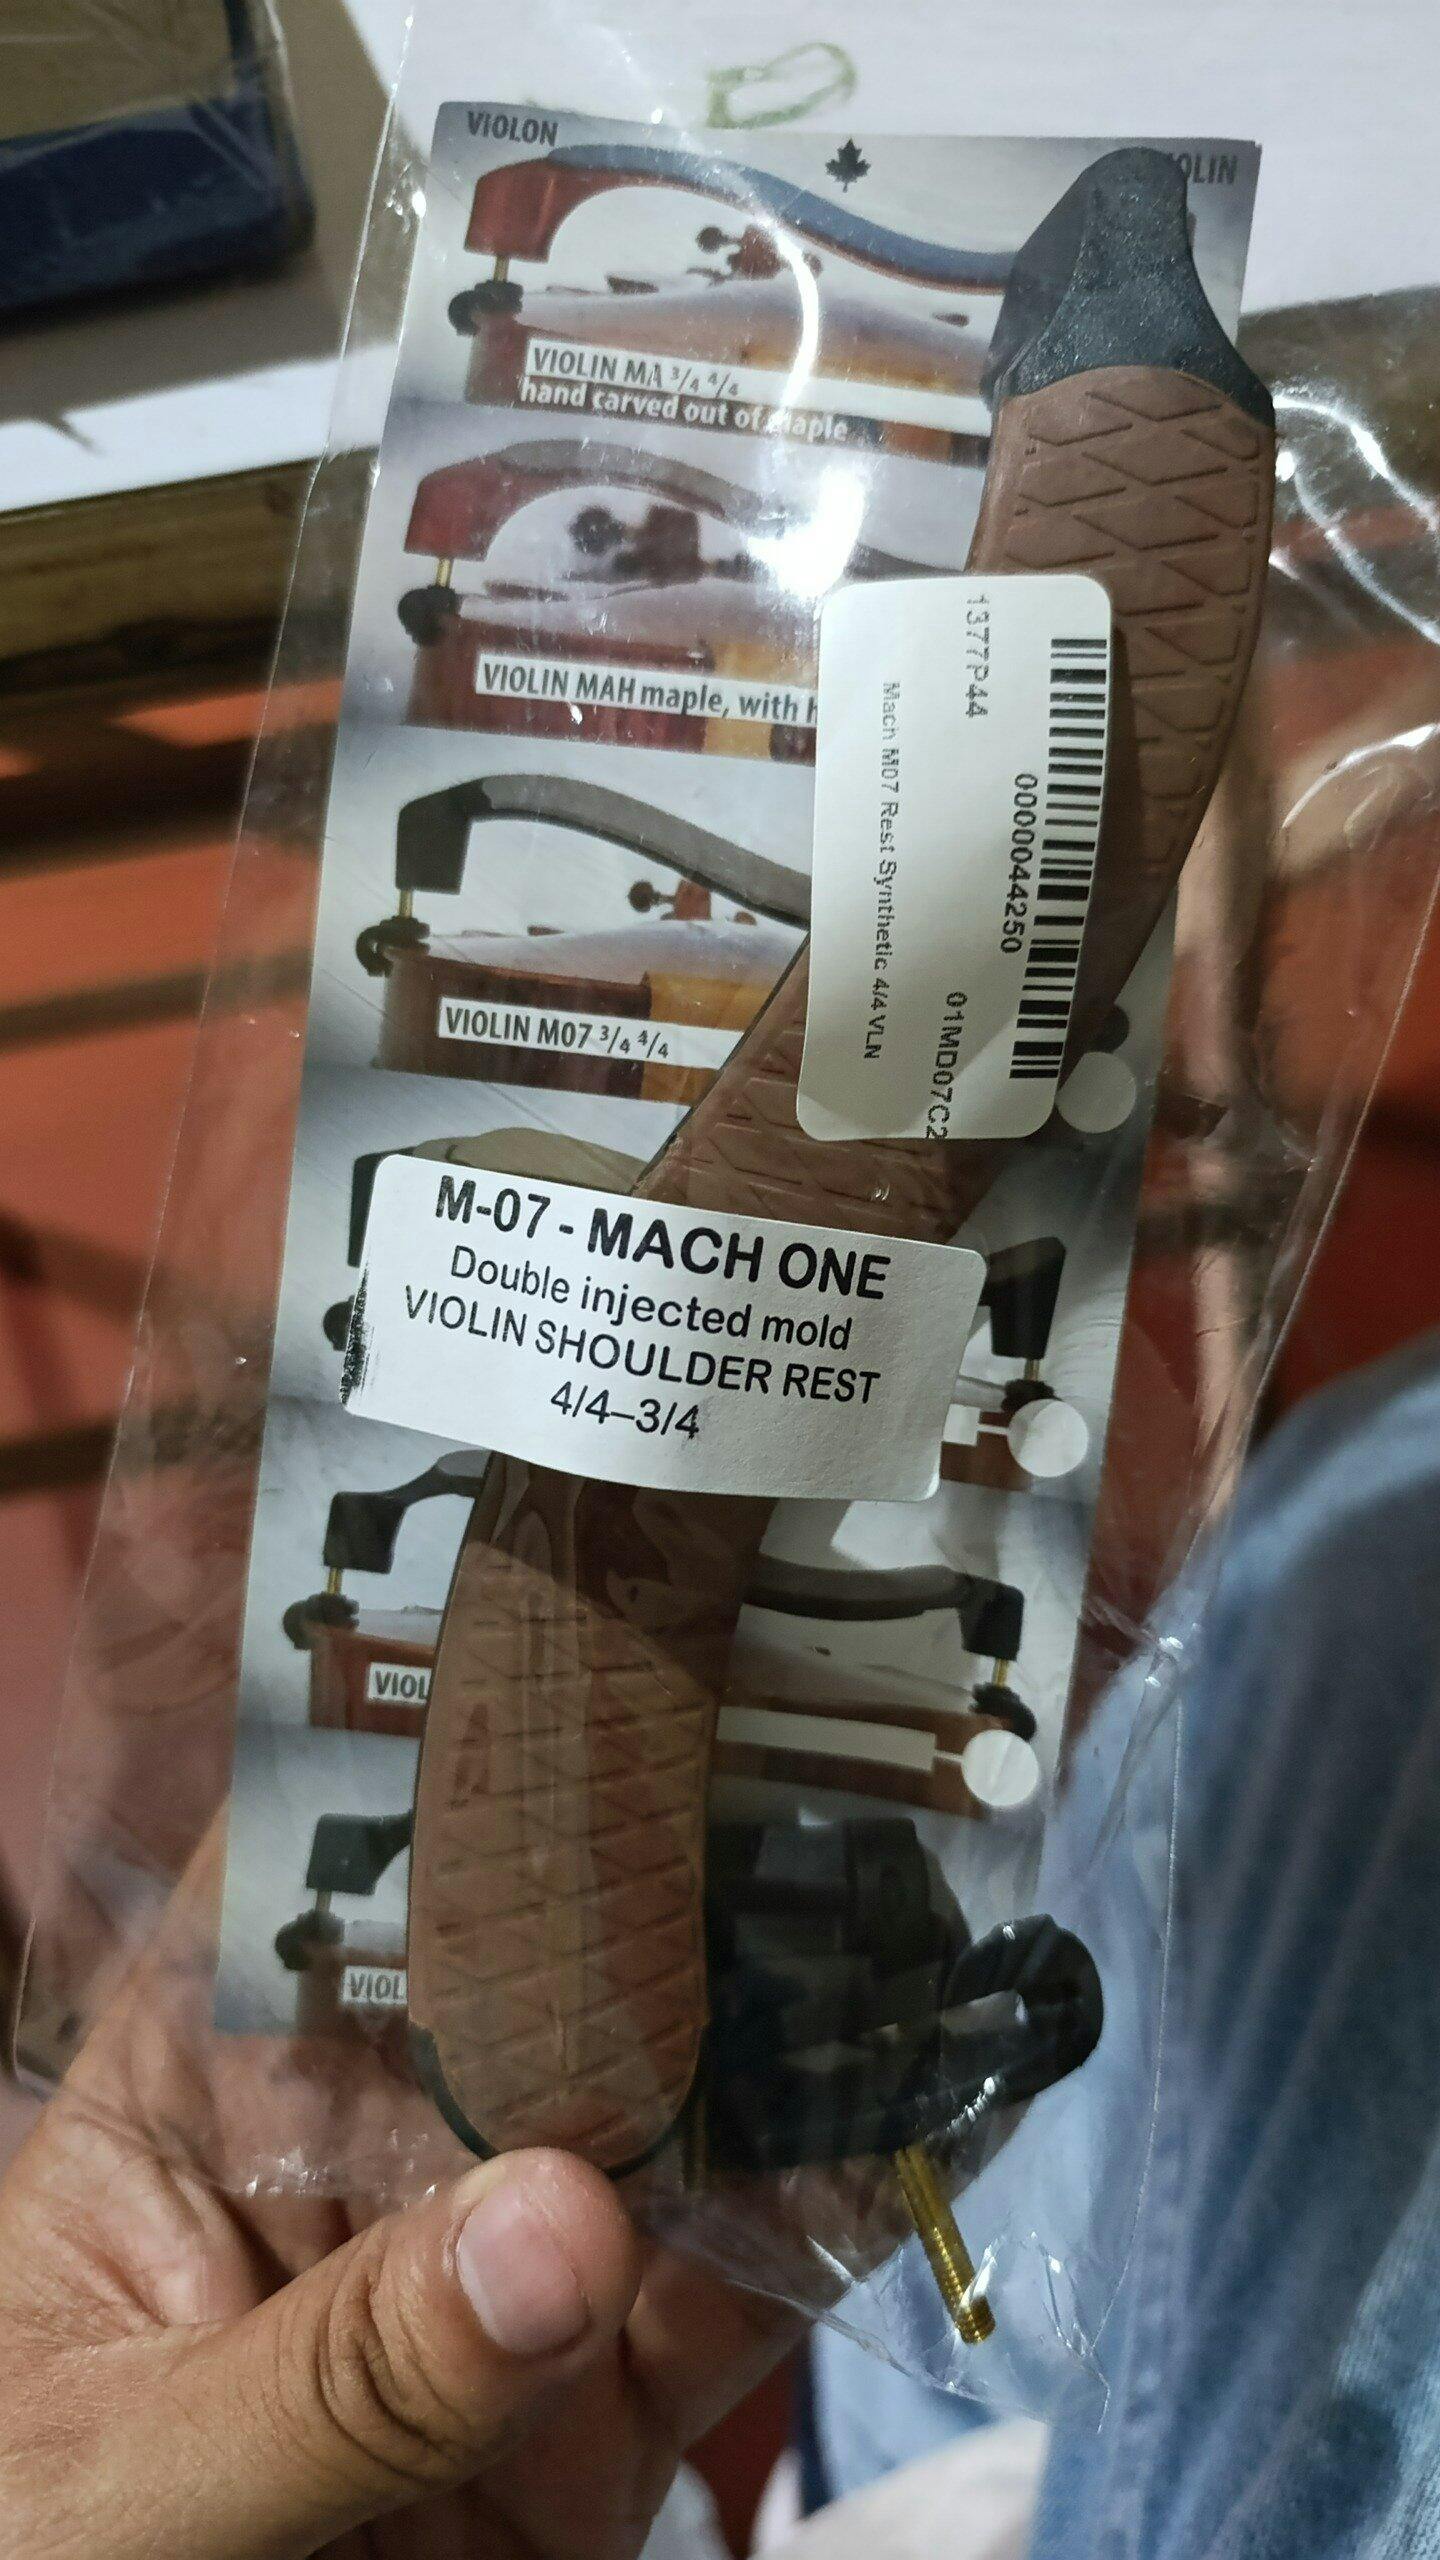 VIOLON
VIOLIN MA 3/4 4/4
hand carved out of maple
VIOLIN MAH maple, with
VIOLIN M07 3/4 4/4
1377P44
0000044250
01MD07C2
Mach M07 Rest Synthetic 4/4 VLN
M-07 - MACH ONE
Double injected mold
VIOLIN SHOULDER REST
4/4–3/4